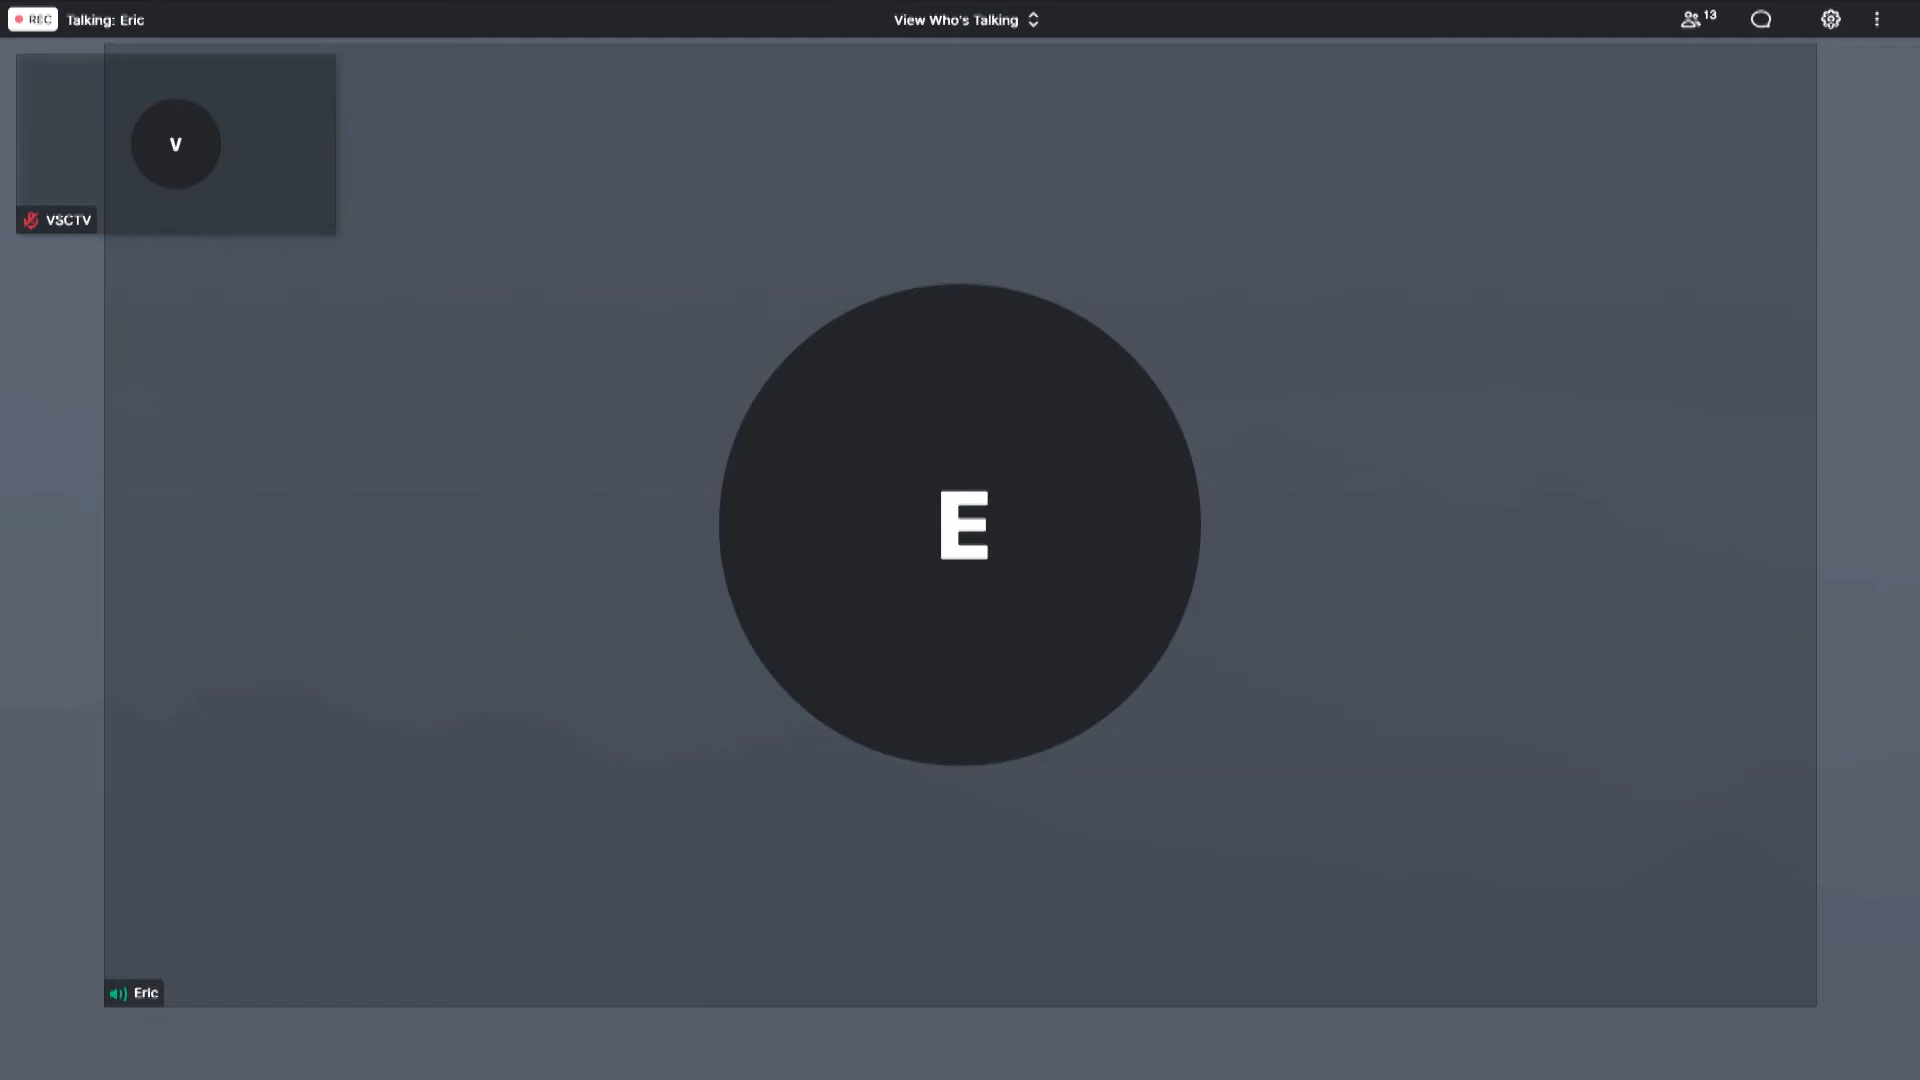 REC Talking: Eric View Who's Talking 13
V
VSCTV
E
Eric